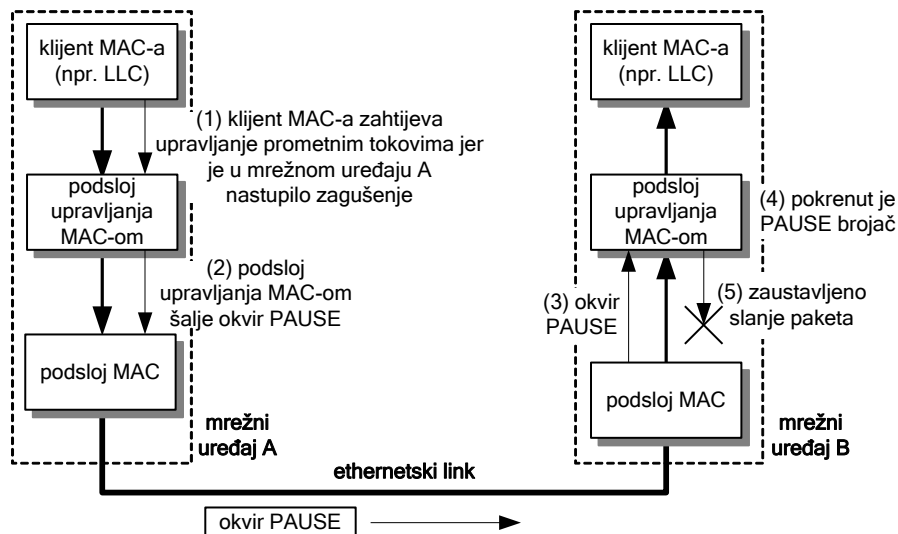 klijent MAC-a
(npr. LLC)
(1) klijent MAC-a zahtijeva
upravljanje prometnim tokovima jer
je u mrežnom uređaju A
nastupilo zagušenje
podsloj
upravljanja
MAC-om
(2) podsloj
upravljanja MAC-om
šalje okvir PAUSE
podsloj MAC
mrežni
uređaj A
klijent MAC-a
(npr. LLC)
podsloj
upravljanja
MAC-om
(4) pokrenut je
PAUSE brojač
(3) okvir
PAUSE
(5) zaustavljeno
slanje paketa
podsloj MAC
mrežni
uređaj B
ethernetski link
okvir PAUSE